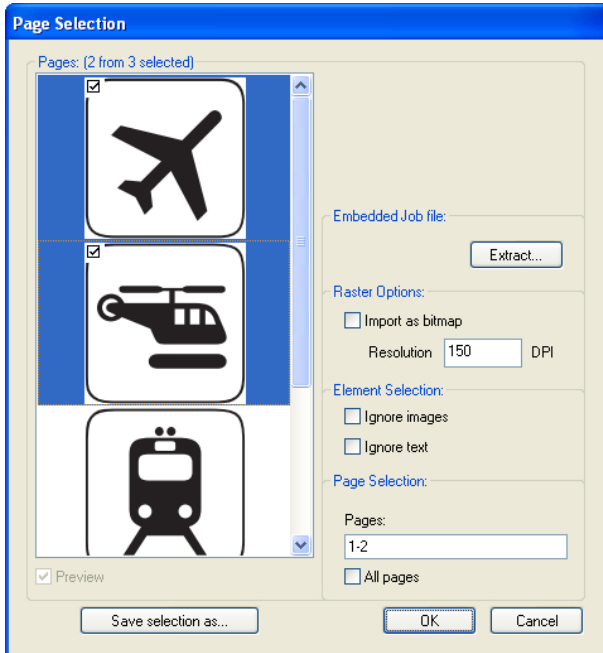 Page Selection
Pages: (2 from 3 selected)
Embedded Job file:
Extract...
Raster Options:
Import as bitmap
Resolution 150 DPI
Element Selection:
Ignore images
Ignore text
Page Selection:
Pages:
1-2
All pages
Preview
Save selection as...
OK
Cancel